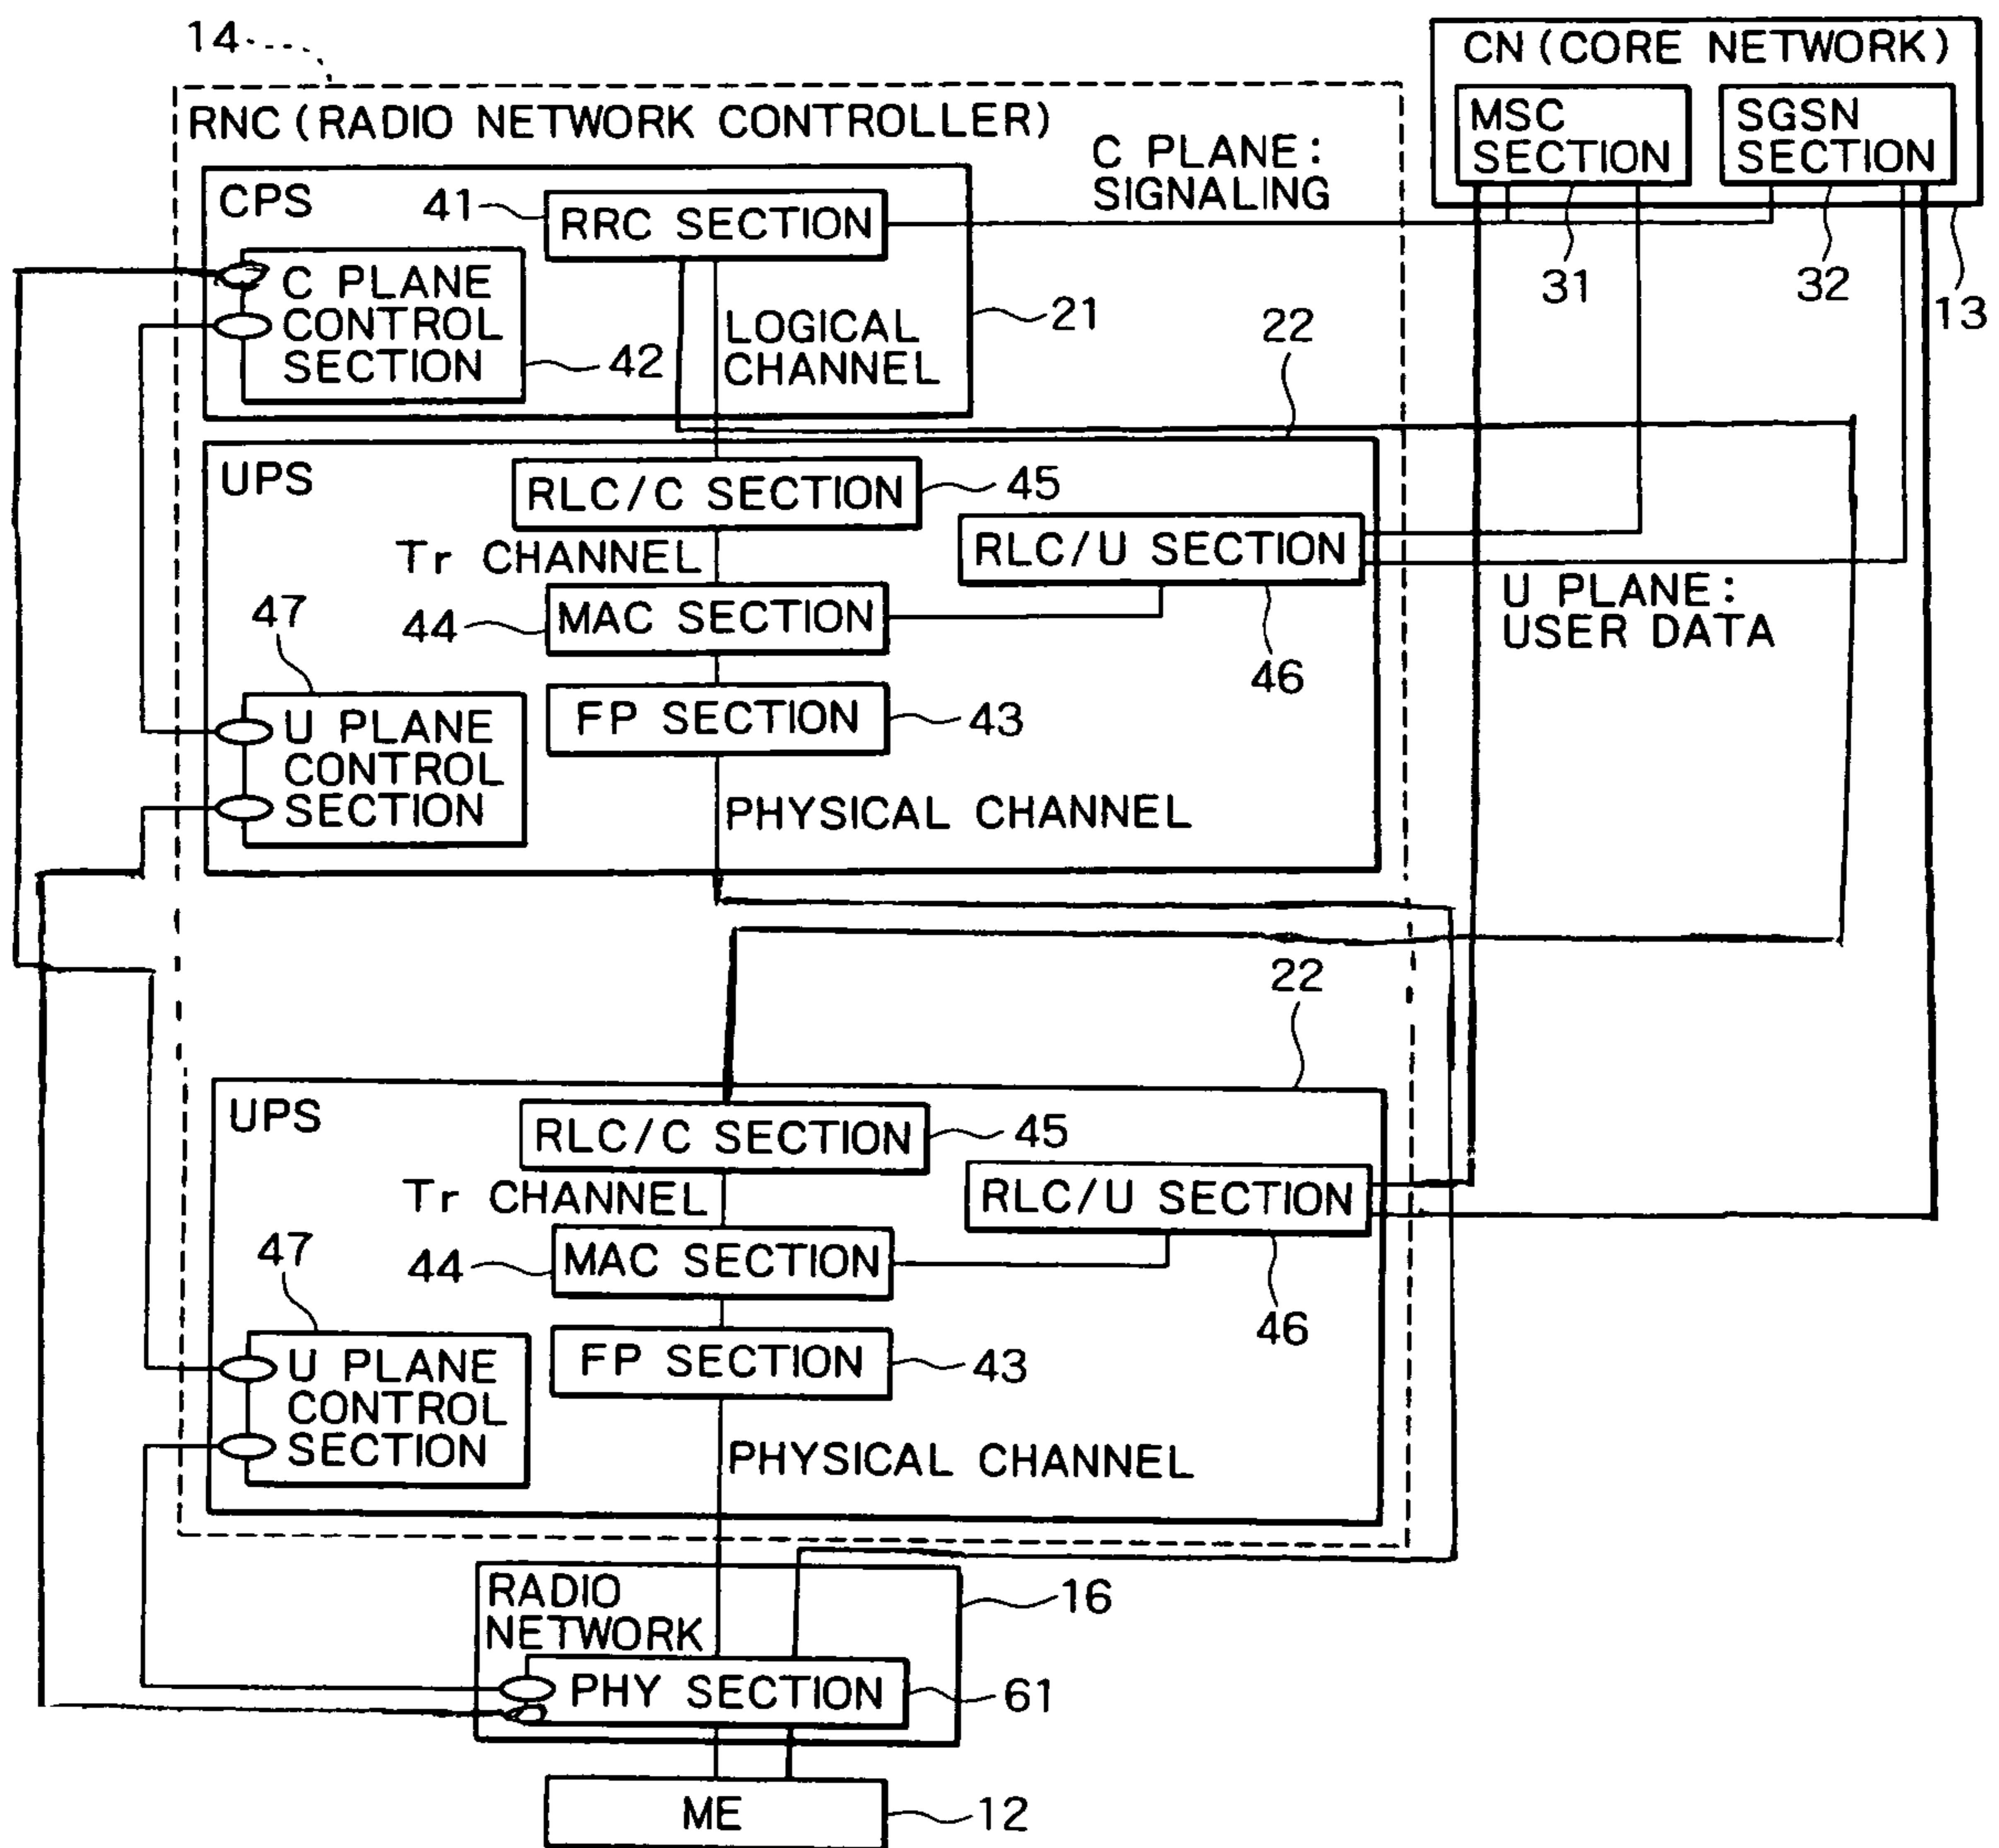 14
CN (CORE NETWORK)
MSC
SECTION
SGSN
SECTION
31
32
13
RNC (RADIO NETWORK CONTROLLER)
C PLANE:
SIGNALING
CPS
41
RRC SECTION
C PLANE
CONTROL
SECTION
42
LOGICAL
CHANNEL
21
22
UPS
RLC/C SECTION
45
Tr CHANNEL
RLC/U SECTION
46
44
MAC SECTION
U PLANE:
USER DATA
47
U PLANE
CONTROL
SECTION
FP SECTION
43
PHYSICAL CHANNEL
22
UPS
RLC/C SECTION
45
Tr CHANNEL
RLC/U SECTION
46
44
MAC SECTION
47
U PLANE
CONTROL
SECTION
FP SECTION
43
PHYSICAL CHANNEL
RADIO
NETWORK
16
PHY SECTION
61
ME
12